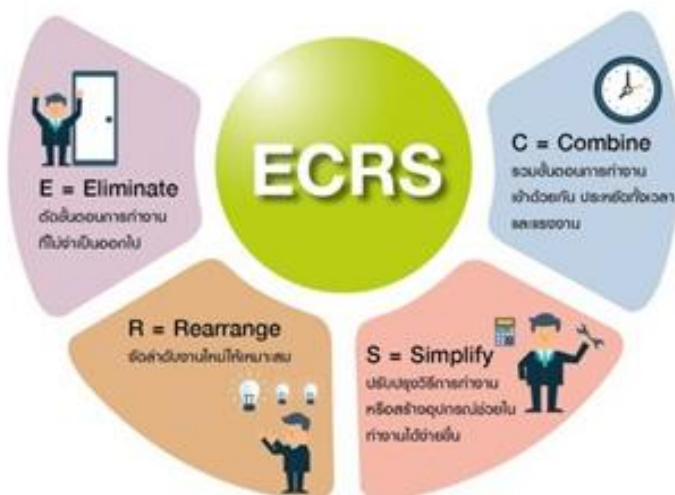 ECRS
E = Eliminate
ตัดขั้นตอนการทำงาน
ที่ไม่จำเป็นออกไป
C = Combine
รวมขั้นตอนการทำงาน
เข้าด้วยกัน ประหยัดทั้งเวลา
และแรงงาน
R = Rearrange
จัดลำดับงานใหม่ให้เหมาะสม
S = Simplify
ปรับปรุงวิธีการทำงาน
หรือสร้างอุปกรณ์ช่วยใน
ทำงานได้ง่ายขึ้น